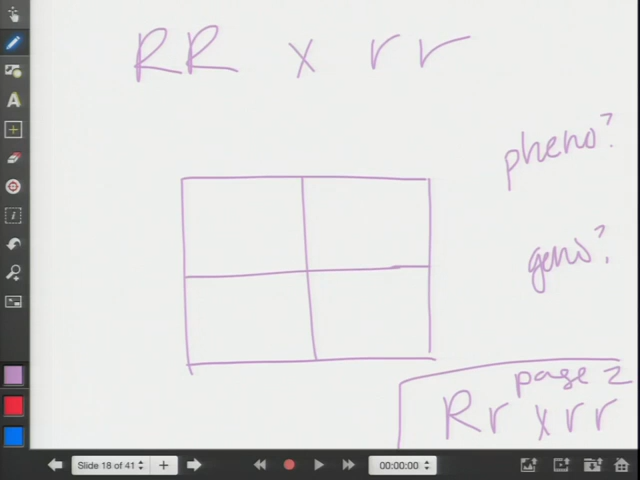 RR x rr
pheno?
geno?
page 2
Rr x rr
A
Slide 18 of 41
00:00:00